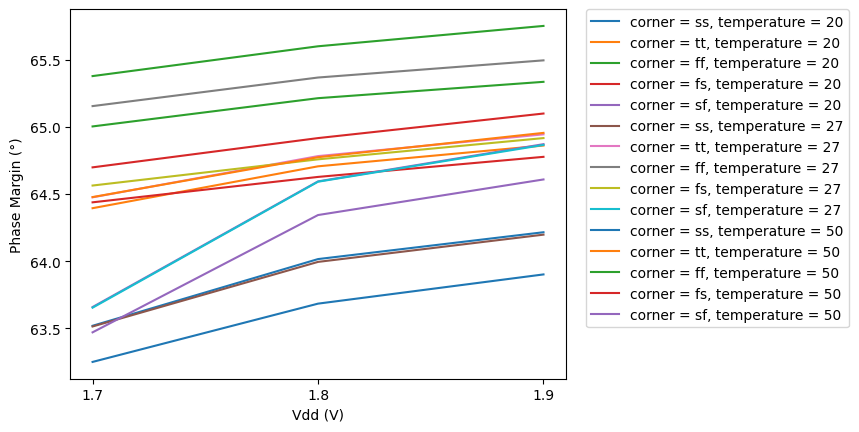 65.5
65.0
64.5
64.0
63.5
Phase Margin (°)
1.7
1.8
1.9
Vdd (V)
corner = ss, temperature = 20
corner = tt, temperature = 20
corner = ff, temperature = 20
corner = fs, temperature = 20
corner = sf, temperature = 20
corner = ss, temperature = 27
corner = tt, temperature = 27
corner = ff, temperature = 27
corner = fs, temperature = 27
corner = sf, temperature = 27
corner = ss, temperature = 50
corner = tt, temperature = 50
corner = ff, temperature = 50
corner = fs, temperature = 50
corner = sf, temperature = 50